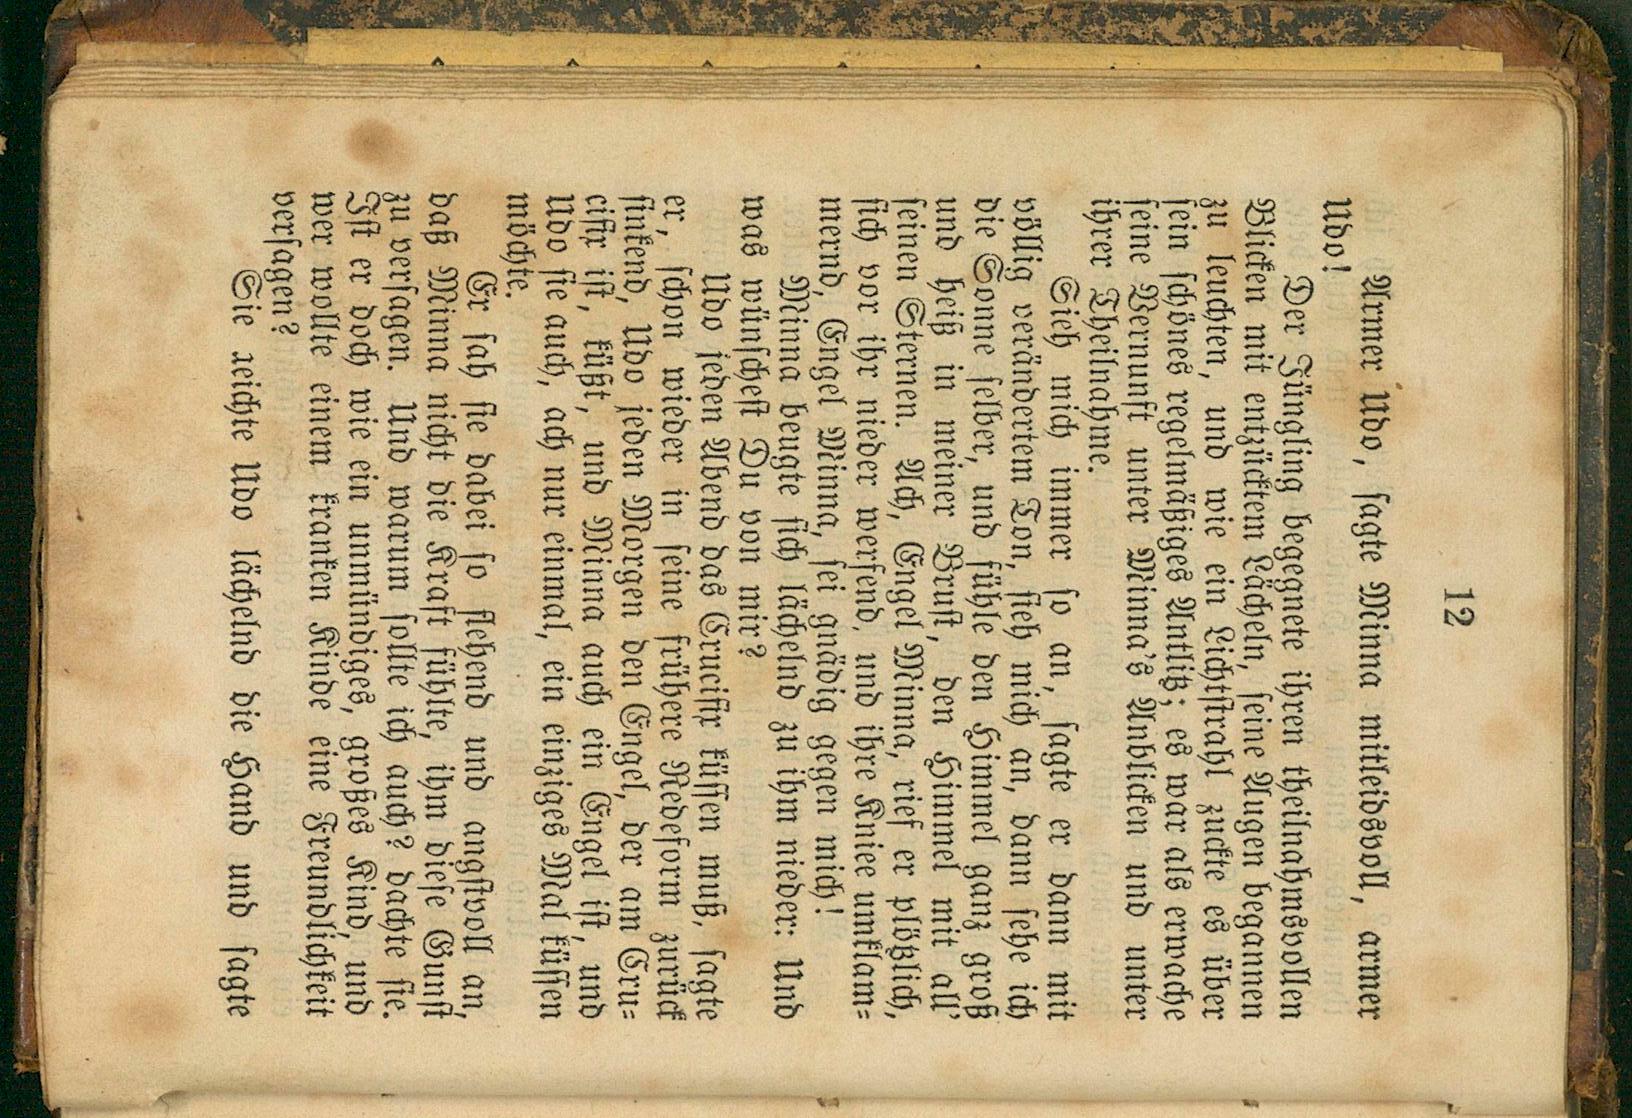 12
Armer Udo, sagte Minna mitleidsvoll, armer
Udo!
Der Jüngling begegnete ihren theilnahmsvollen
Blicken mit entzücktem Lächeln, seine Augen begannen
zu leuchten, und wie ein Lichtstrahl zuckte es über
sein schönes regelmäßiges Antlitz; es war als erwache
seine Vernunft unter Minna's Anblicken und unter
ihrer Theilnahme.
Sieh mich immer so an, sagte er dann mit
völlig verändertem Ton, sieh mich an, dann sehe ich
die Sonne selber, und fühle den Himmel ganz groß
und heiß in meiner Brust, den Himmel mit all'
seinen Sternen. Ach, Engel Minna, rief er plötzlich,
sich vor ihr nieder werfend, und ihre Kniee umklam=
mernd, Engel Minna, sei gnädig gegen mich!
Minna beugte sich lächelnd zu ihm nieder: Und
was wünschest Du von mir?
Udo jeden Abend das Crucifix küssen muß, sagte
er, schon wieder in seine frühere Redeform zurück
sinkend, Udo jeden Morgen den Engel, der am Cru=
cifix ist, küßt, und Minna auch ein Engel ist, und
Udo sie auch, ach nur einmal, ein einziges Mal küssen
möchte.
Er sah sie dabei so flehend und angstvoll an,
daß Minna nicht die Kraft fühlte, ihm diese Gunst
zu versagen. Und warum sollte ich auch? dachte sie.
Ist er doch wie ein unmündiges, großes Kind, und
wer wollte einem kranken Kinde eine Freundlichkeit
versagen?
Sie reichte Udo lächelnd die Hand und sagte